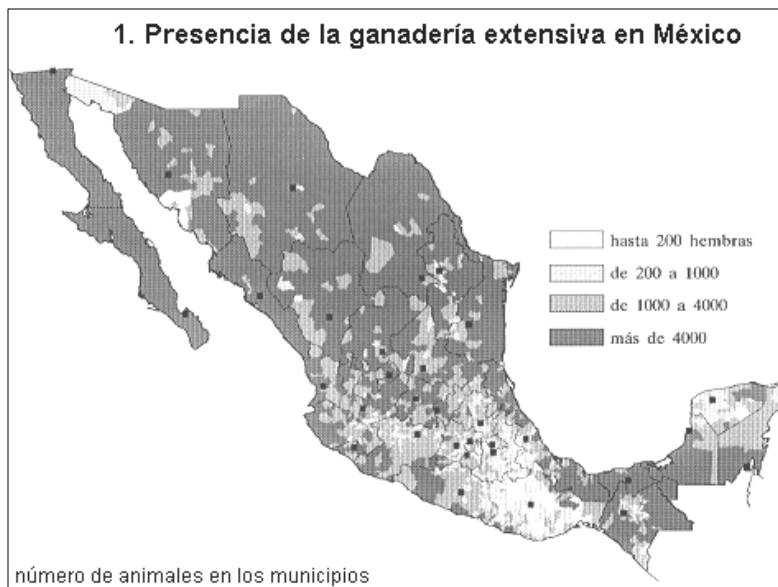 1. Presencia de la ganadería extensiva en México
hasta 200 hembras
de 200 a 1000
de 1000 a 4000
más de 4000
número de animales en los municipios